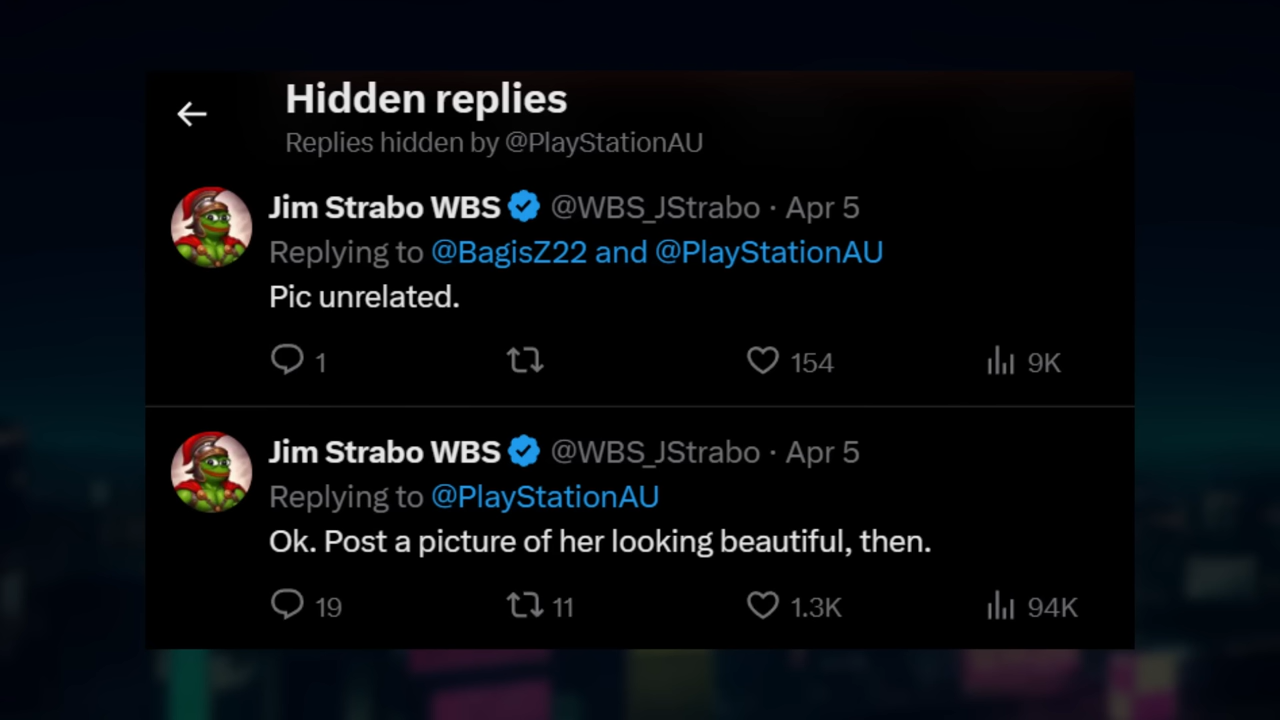 Hidden replies
Replies hidden by @PlayStationAU
Jim Strabo WBS @WBS_JStrabo · Apr 5
Replying to @BagisZ22 and @PlayStationAU
Pic unrelated.
1 154 9K
Jim Strabo WBS @WBS_JStrabo · Apr 5
Replying to @PlayStationAU
Ok. Post a picture of her looking beautiful, then.
19 11 1.3K 94K